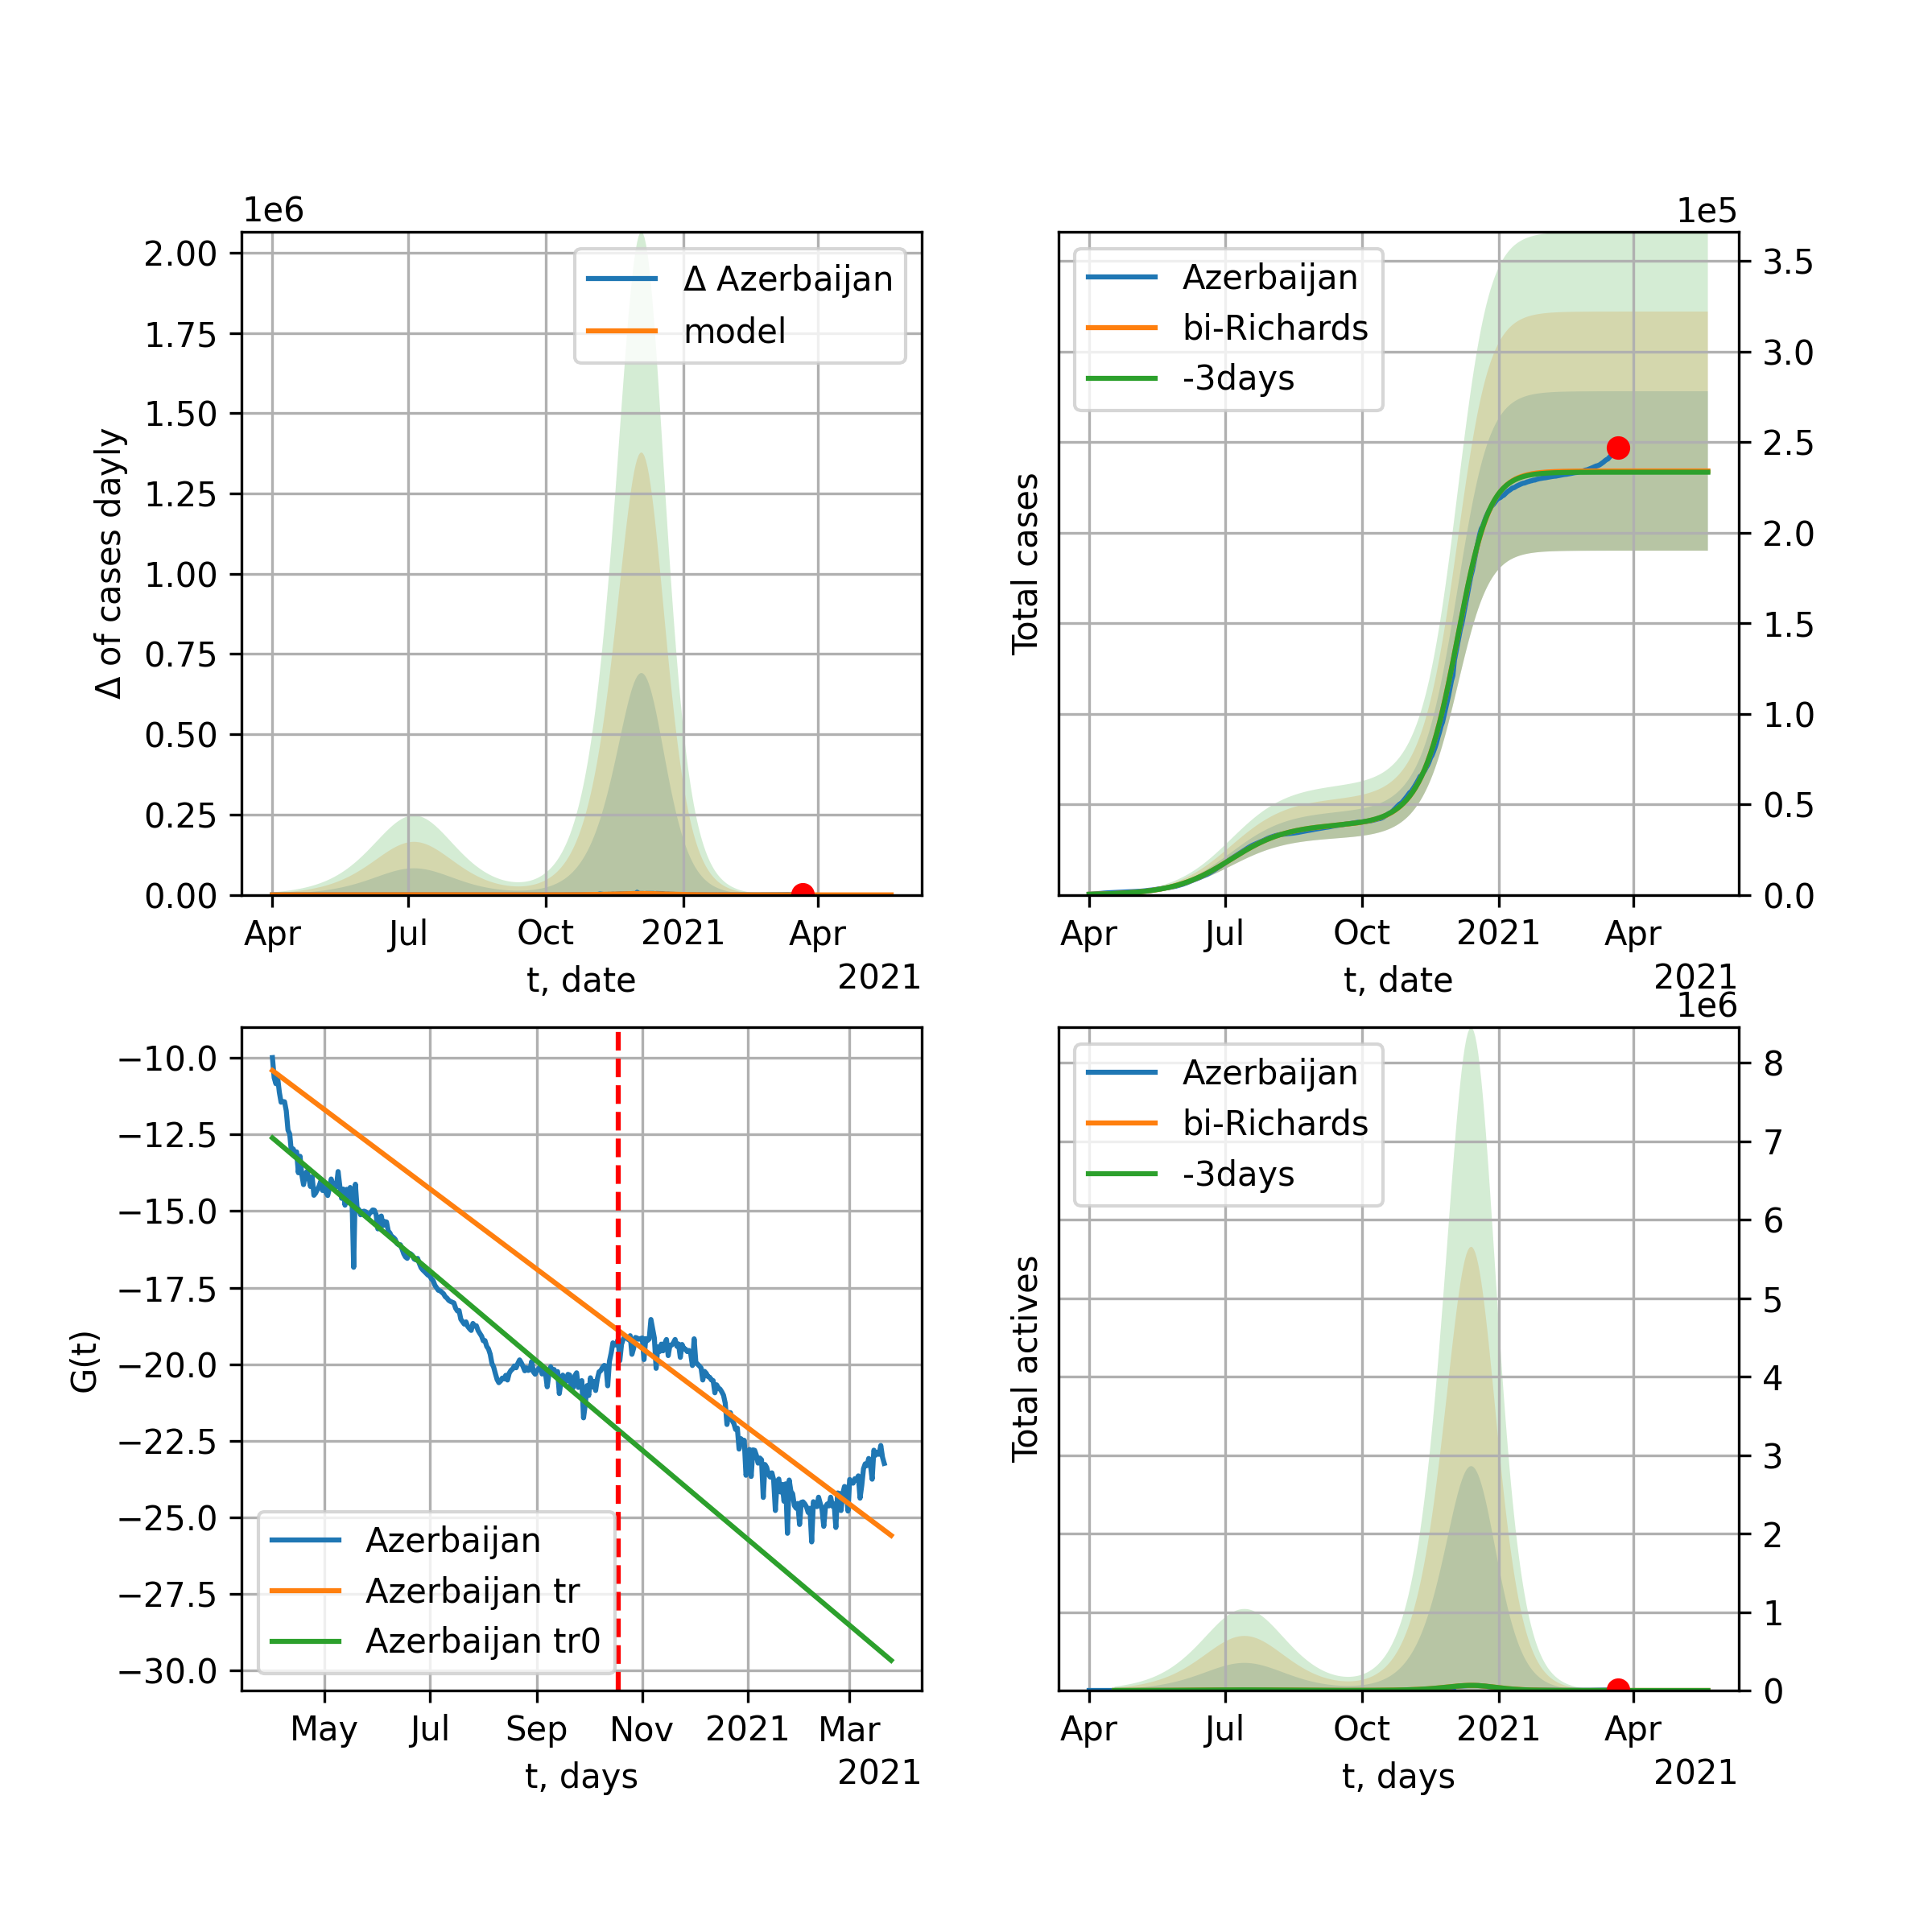 1e6
2.00
1.75
1.50
1.25
1.00
0.75
0.50
0.25
0.00
Δ of cases dayly
Δ Azerbaijan
model
Apr Jul Oct 2021 Apr
t, date
2021
1e5
Azerbaijan
bi-Richards
-3days
Total cases
3.5
3.0
2.5
2.0
1.5
1.0
0.5
0.0
Apr Jul Oct 2021 Apr
t, date
2021
−10.0
−12.5
−15.0
−17.5
−20.0
−22.5
−25.0
−27.5
−30.0
G(t)
Azerbaijan
Azerbaijan tr
Azerbaijan tr0
May Jul Sep Nov 2021 Mar
t, days
2021
1e6
Azerbaijan
bi-Richards
-3days
Total actives
8
7
6
5
4
3
2
1
0
Apr Jul Oct 2021 Apr
t, days
2021